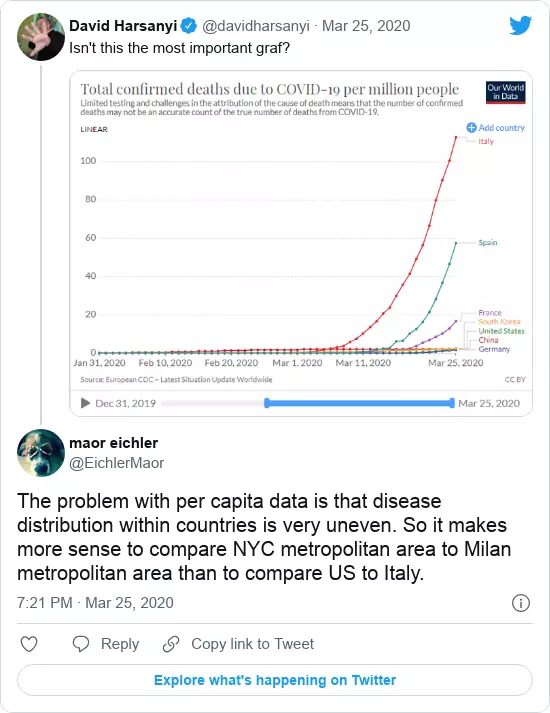 David Harsanyi @davidharsanyi · Mar 25, 2020
Isn't this the most important graf?
Total confirmed deaths due to COVID-19 per million people
Our World
in Data
Limited testing and challenges in the attribution of the cause of death means that the number of confirmed
deaths may not be an accurate count of the true number of deaths from COVID-19.
LINEAR
Add country
Italy
100
80
60
Spain
40
20
France
South Korea
United States
China
Germany
0
Jan 31, 2020 Feb 10, 2020 Feb 20, 2020 Mar 1, 2020 Mar 11, 2020 Mar 25, 2020
Source: European CDC – Latest Situation Update Worldwide CC BY
Dec 31, 2019 Mar 25, 2020
maor eichler
@EichlerMaor
The problem with per capita data is that disease
distribution within countries is very uneven. So it makes
more sense to compare NYC metropolitan area to Milan
metropolitan area than to compare US to Italy.
7:21 PM · Mar 25, 2020
Reply Copy link to Tweet
Explore what's happening on Twitter